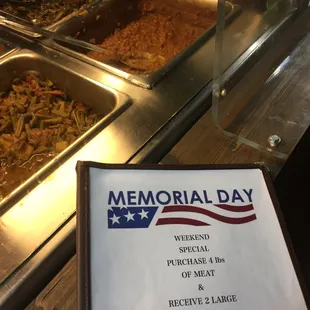 MEMORIAL DAY
WEEKEND
SPECIAL
PURCHASE 4 lbs
OF MEAT
&
RECEIVE 2 LARGE